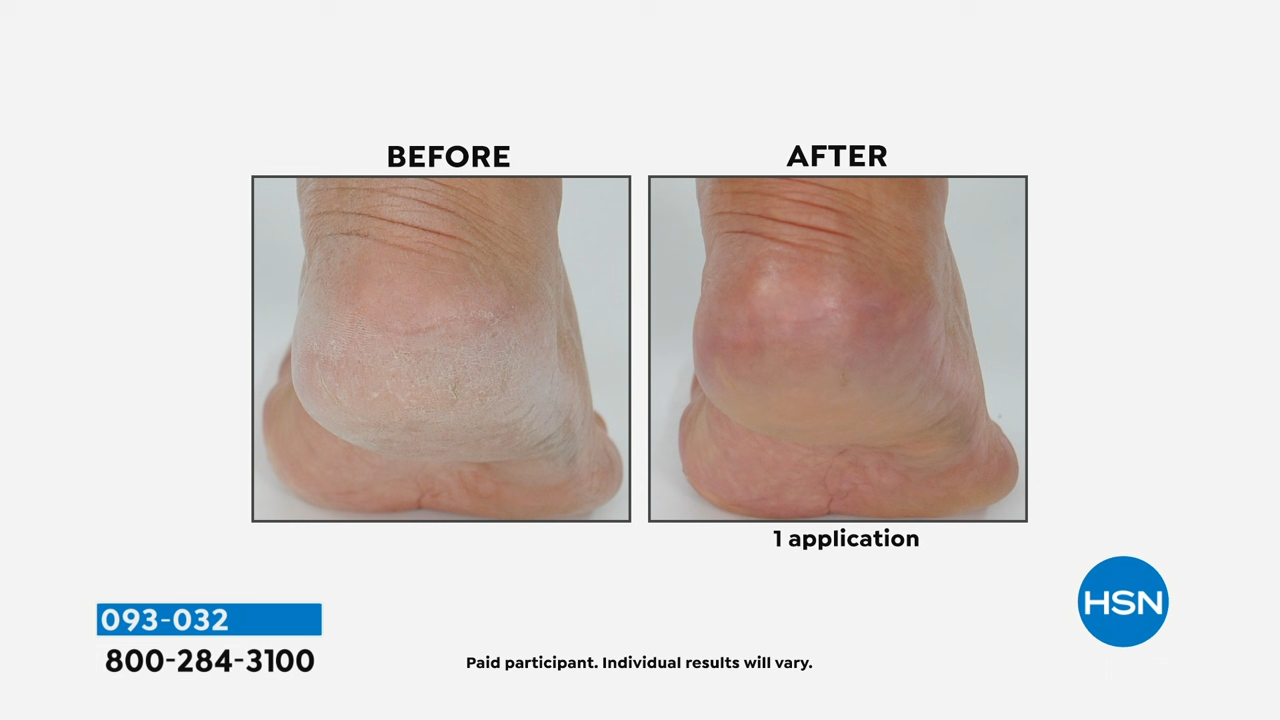 BEFORE
AFTER
1 application
093-032
800-284-3100
Paid participant. Individual results will vary.
HSN